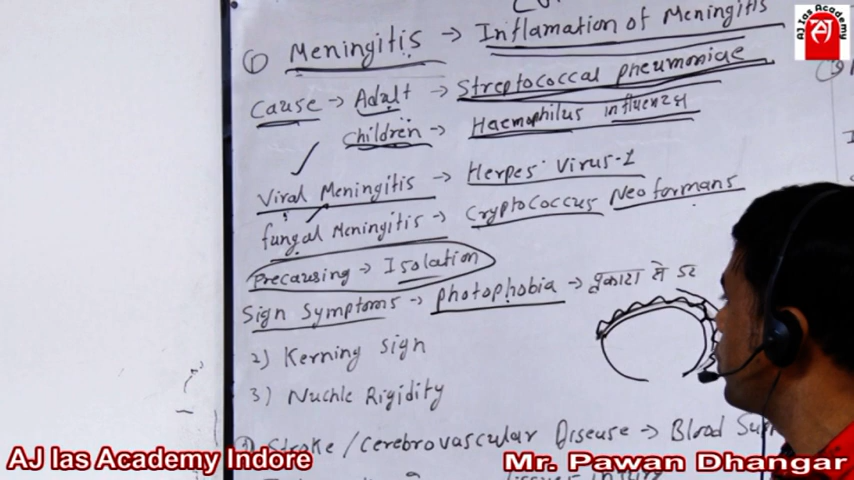 ① Meningitis → Inflamation of Meningitis
Cause → Adalt → Streptococcal pneumoniae
Children → Haemophilus influenza
Viral Meningitis → Herpes Virus-1
fungal Meningitis → Cryptococcus Neoformans
Precausing → Isolation
Sign Symptoms → photophobia → से डर
2) Kerning Sign
3) Nuchle Rigidity
Stroke / Cerebrovascular Disease → Blood
AJ Ias Academy
AJ Ias Academy Indore
Mr. Pawan Dhangar